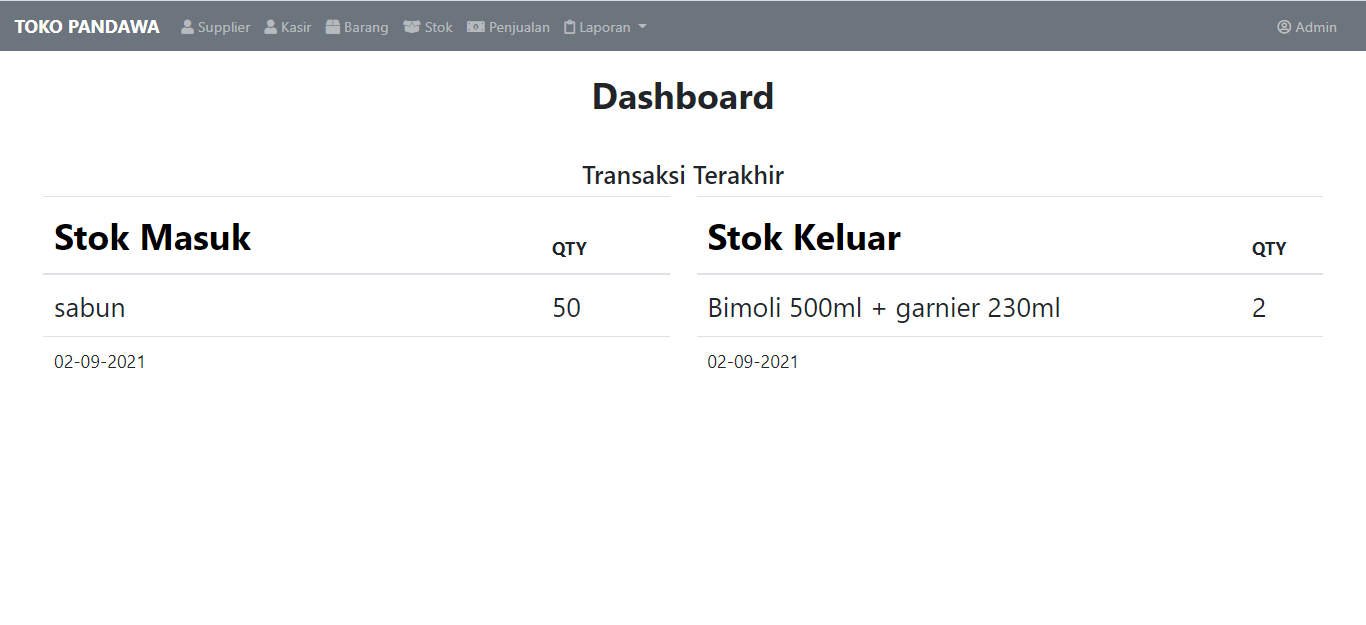 TOKO PANDAWA Supplier Kasir Barang Stok Penjualan Laporan Admin
Dashboard
Transaksi Terakhir
Stok Masuk QTY
sabun 50
02-09-2021
Stok Keluar QTY
Bimoli 500ml + garnier 230ml 2
02-09-2021